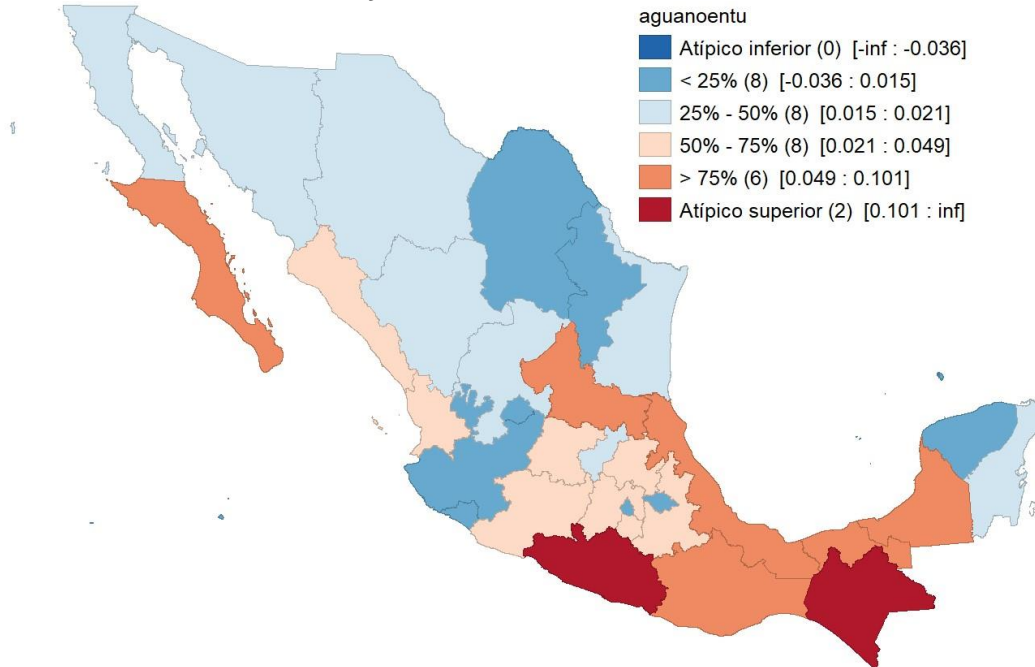 aguanoentu
Atípico inferior (0) [-inf : -0.036]
< 25% (8) [-0.036 : 0.015]
25% - 50% (8) [0.015 : 0.021]
50% - 75% (8) [0.021 : 0.049]
> 75% (6) [0.049 : 0.101]
Atípico superior (2) [0.101 : inf]